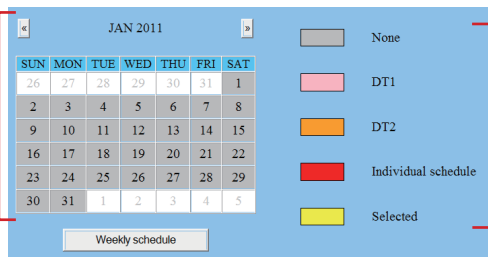 « JAN 2011 »
SUN MON TUE WED THU FRI SAT
26 27 28 29 30 31 1
2 3 4 5 6 7 8
9 10 11 12 13 14 15
16 17 18 19 20 21 22
23 24 25 26 27 28 29
30 31 1 2 3 4 5
Weekly schedule
None
DT1
DT2
Individual schedule
Selected